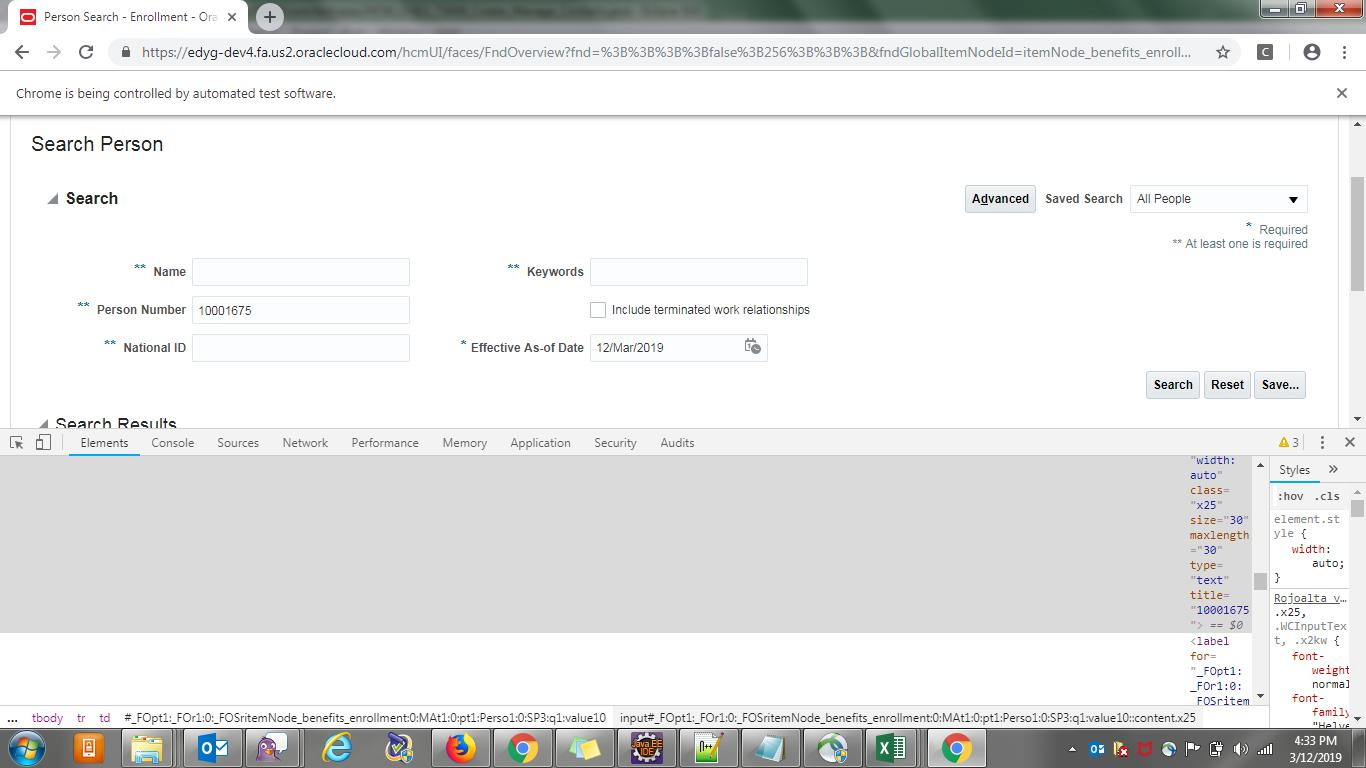 Person Search - Enrollment - Ora
https://edyg-dev4.fa.us2.oraclecloud.com/hcmUI/faces/FndOverview?fnd=%3B%3B%3B%3Bfalse%3B256%3B%3B%3B&fndGlobalItemNodeId=itemNode_benefits_enroll...
C
Chrome is being controlled by automated test software.
Search Person
Search
Advanced Saved Search All People
* Required
** At least one is required
** Name ** Keywords
** Person Number 10001675 Include terminated work relationships
** National ID * Effective As-of Date 12/Mar/2019
Search Reset Save...
Search Results
Elements Console Sources Network Performance Memory Application Security Audits 3
"width:
auto"
class=
"x25"
size="30"
maxlength
="30"
type=
"text"
title=
"10001675
"> == $0
<label
for=
"_FOpt1:
_FOr1:0:
_FOSritem
Styles »
:hov .cls
element.st
yle {
width:
auto;
}
Rojoalta v…
.x25,
.WCInputTex
t, .x2kw {
font-
weight
normal
font-
family
"Helve
... tbody tr td #_FOpt1:_FOr1:0:_FOSritemNode_benefits_enrollment:0:MAt1:0:pt1:Perso1:0:SP3:q1:value10 input#_FOpt1:_FOr1:0:_FOSritemNode_benefits_enrollment:0:MAt1:0:pt1:Perso1:0:SP3:q1:value10::content.x25
Java EE
IDE
4:33 PM
3/12/2019